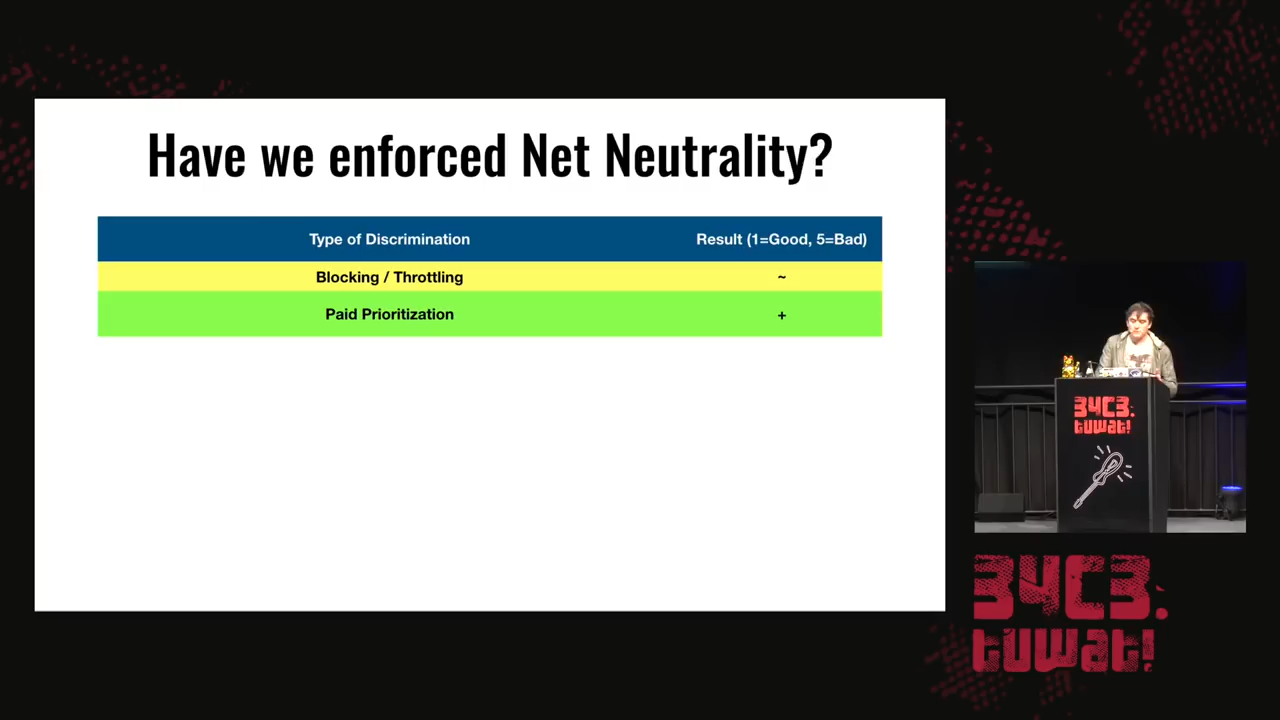 Have we enforced Net Neutrality?
Type of Discrimination Result (1=Good, 5=Bad)
Blocking / Throttling ~
Paid Prioritization +
34C3.
tuwat!
34C3.
tuwat!